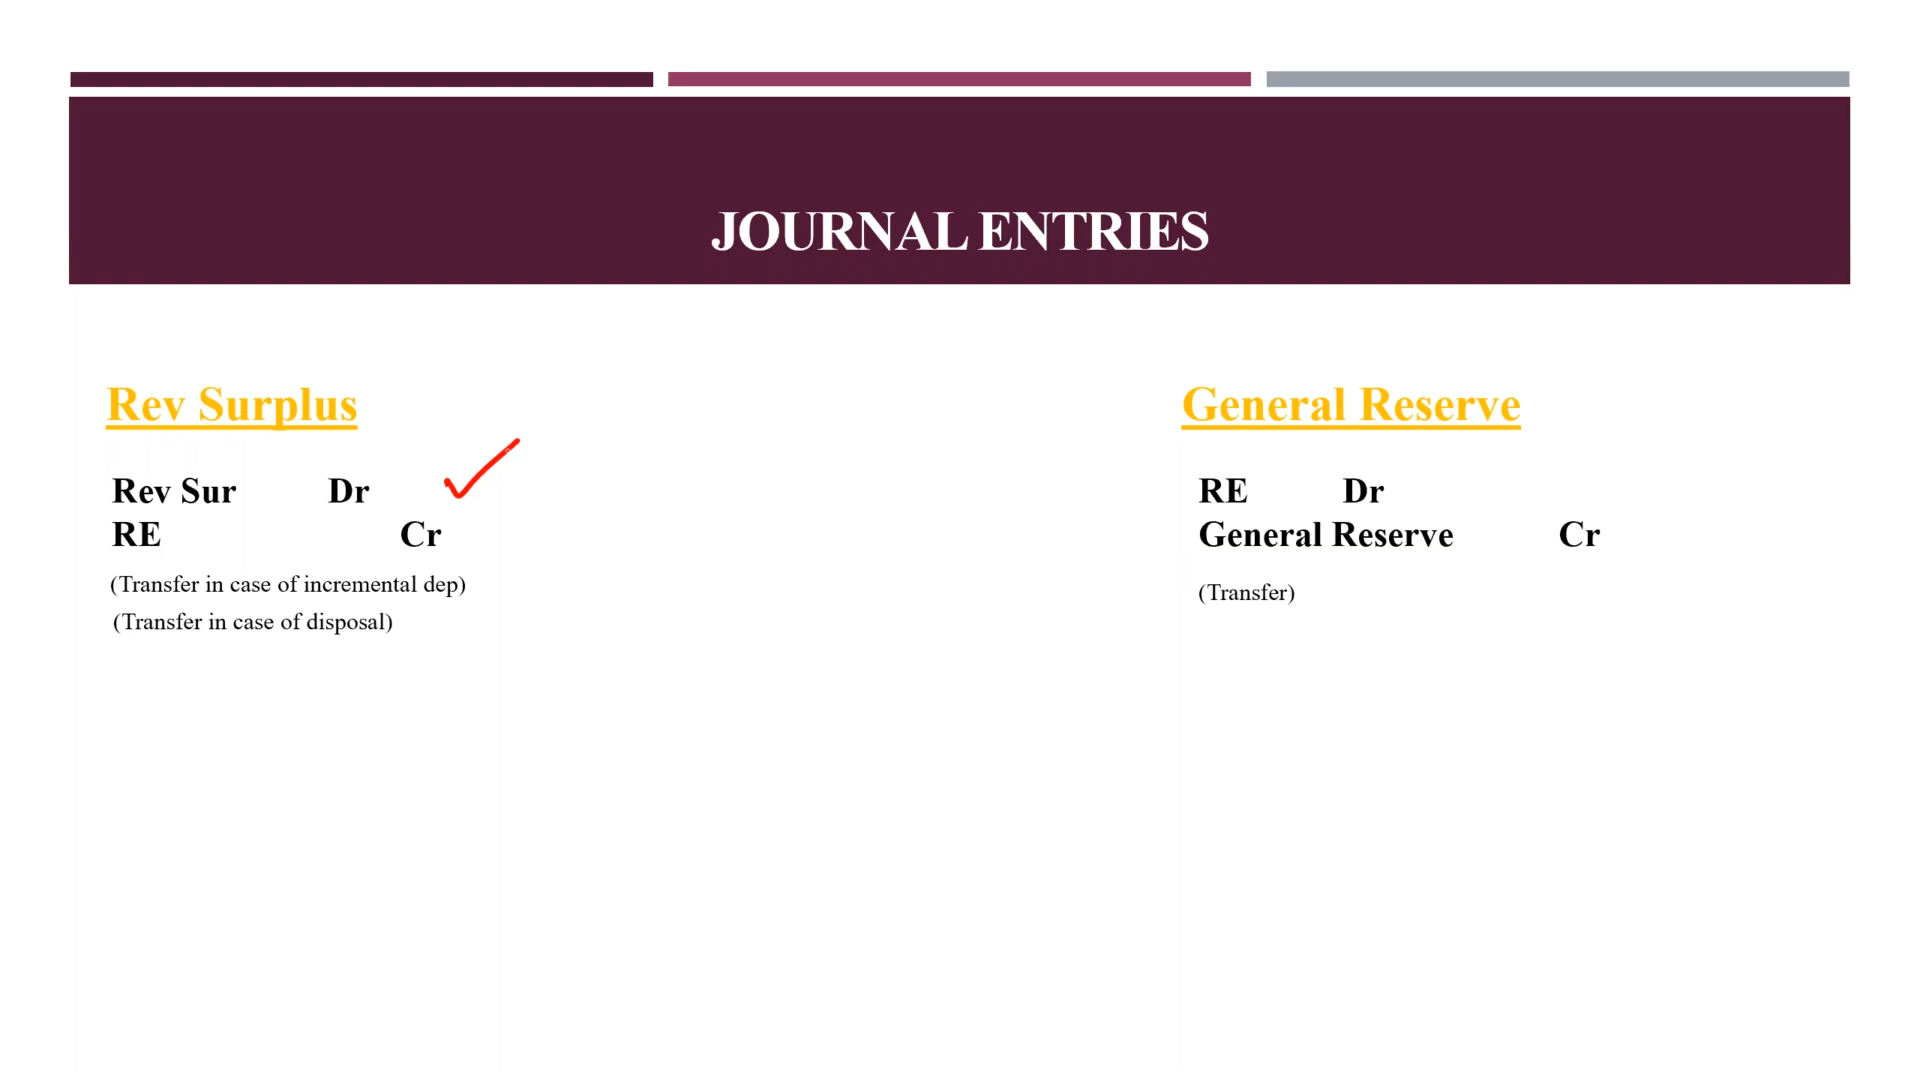 JOURNAL ENTRIES
Rev Surplus
Rev Sur Dr
RE Cr
(Transfer in case of incremental dep)
(Transfer in case of disposal)
General Reserve
RE Dr
General Reserve Cr
(Transfer)